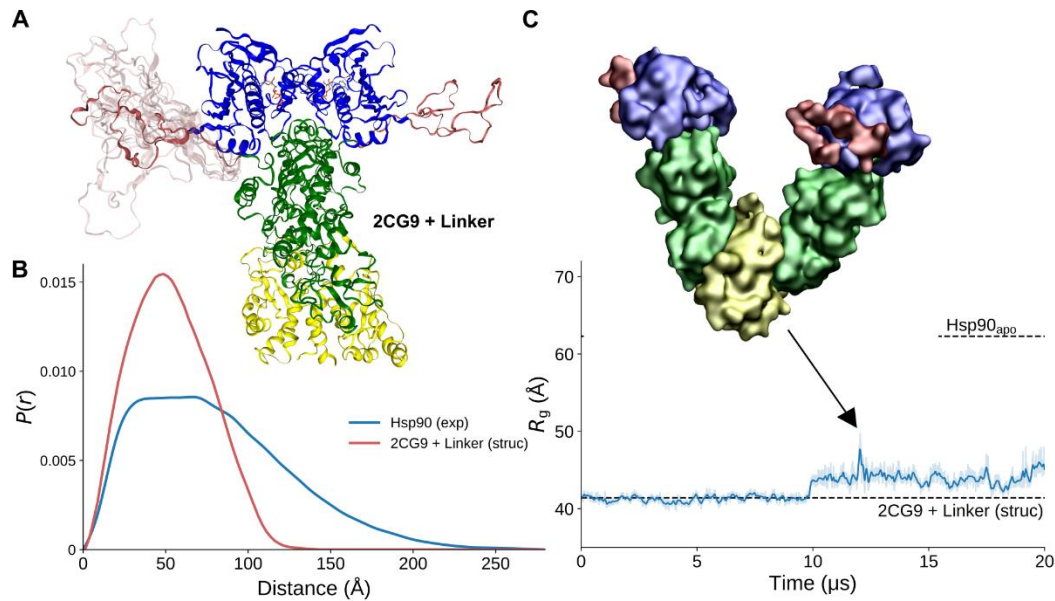 A
2CG9 + Linker
B
0.015
0.010
0.005
0
P(r)
Hsp90 (exp)
2CG9 + Linker (struc)
0
50
100
150
200
250
Distance (Å)
C
70
60
50
40
Rg (Å)
Hsp90apo
2CG9 + Linker (struc)
0
5
10
15
20
Time (μs)